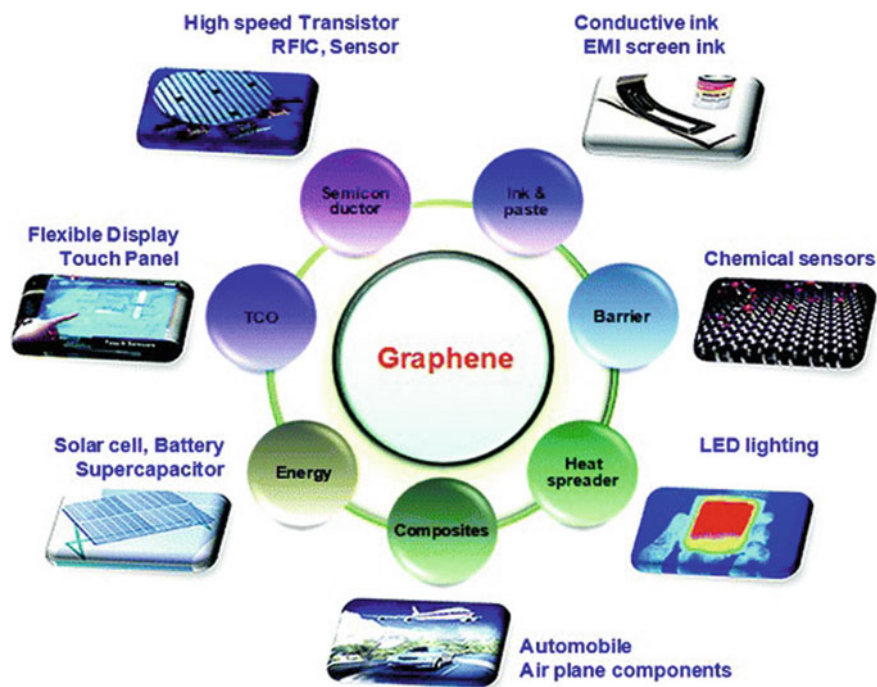 High speed Transistor
RFIC, Sensor
Conductive ink
EMI screen ink
Semicon
ductor
Ink &
paste
Flexible Display
Touch Panel
TCO
Barrier
Chemical sensors
Graphene
Solar cell, Battery
Supercapacitor
Energy
Heat
spreader
LED lighting
Composites
Automobile
Air plane components